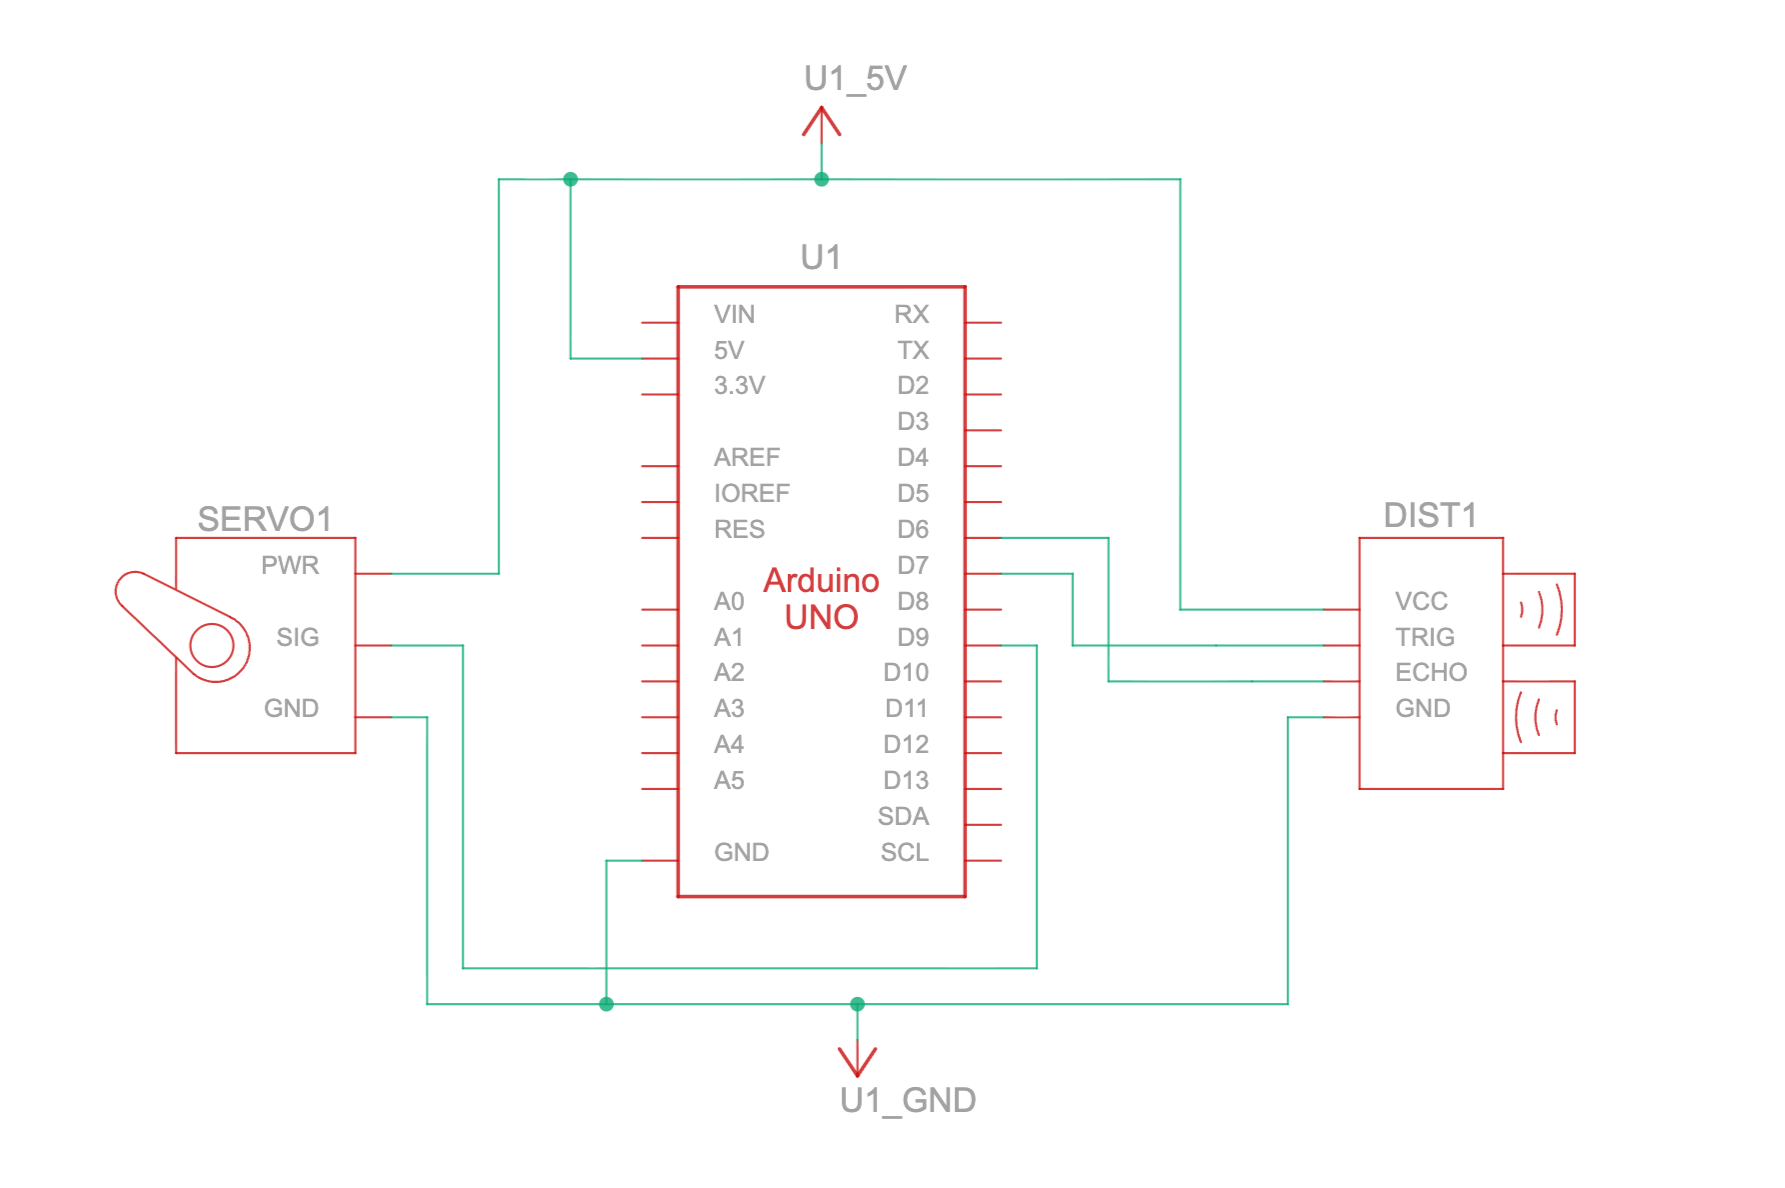 U1_5V
U1
VIN
5V
3.3V
AREF
IOREF
RES
A0
A1
A2
A3
A4
A5
GND
Arduino
UNO
RX
TX
D2
D3
D4
D5
D6
D7
D8
D9
D10
D11
D12
D13
SDA
SCL
SERVO1
PWR
SIG
GND
DIST1
VCC
TRIG
ECHO
GND
U1_GND